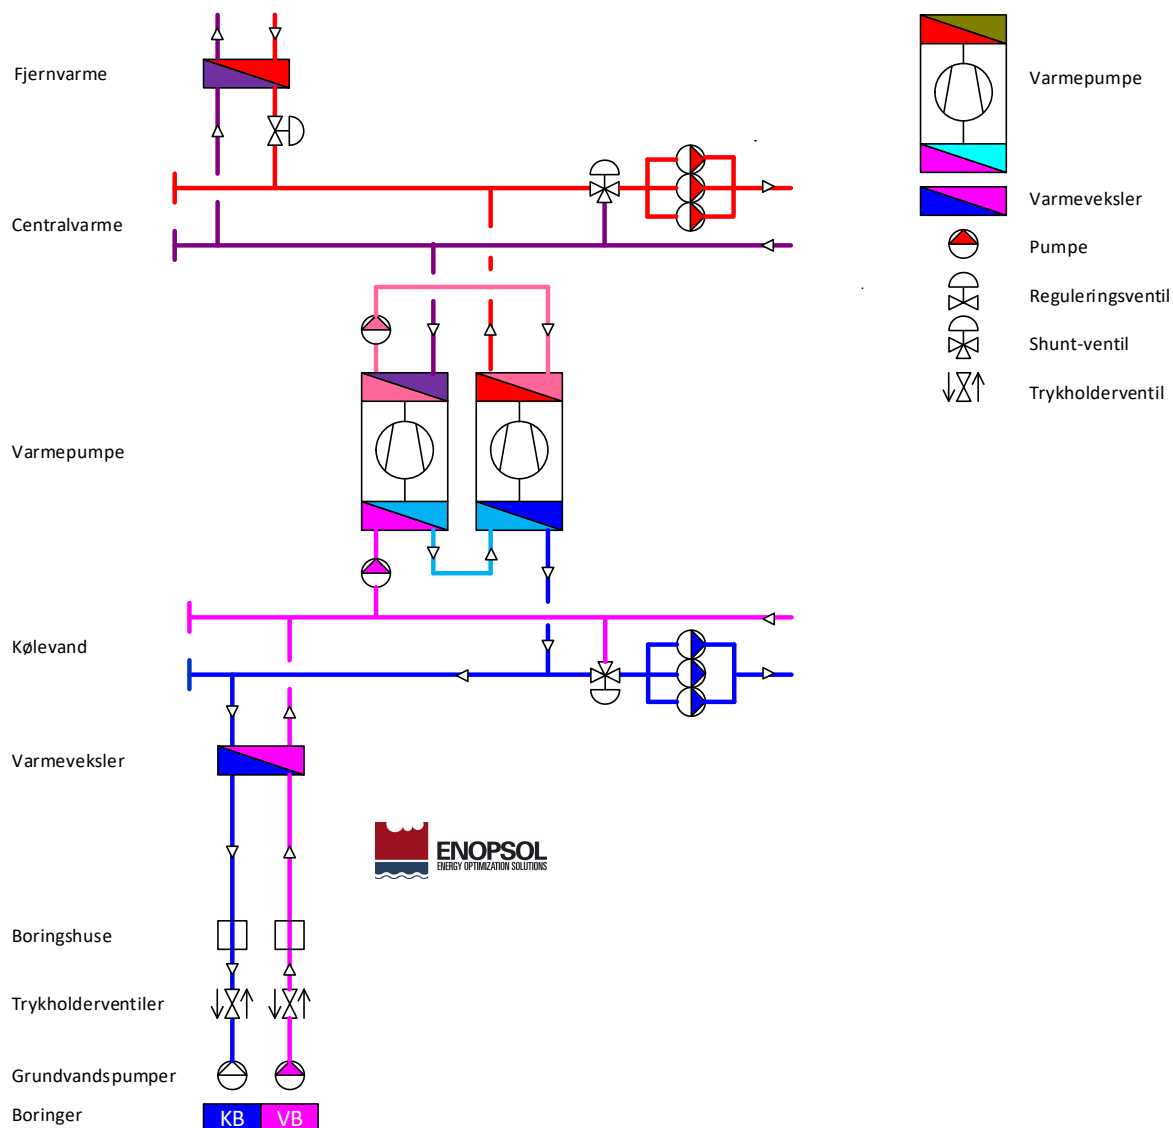 Fjernvarme
Centralvarme
Varmepumpe
Kølevand
Varmeveksler
Boringshuse
Trykholderventiler
Grundvandspumper
Boringer
KB
VB
ENOPSOL
ENERGY OPTIMIZATION SOLUTIONS
Varmepumpe
Varmeveksler
Pumpe
Reguleringsventil
Shunt-ventil
Trykholderventil